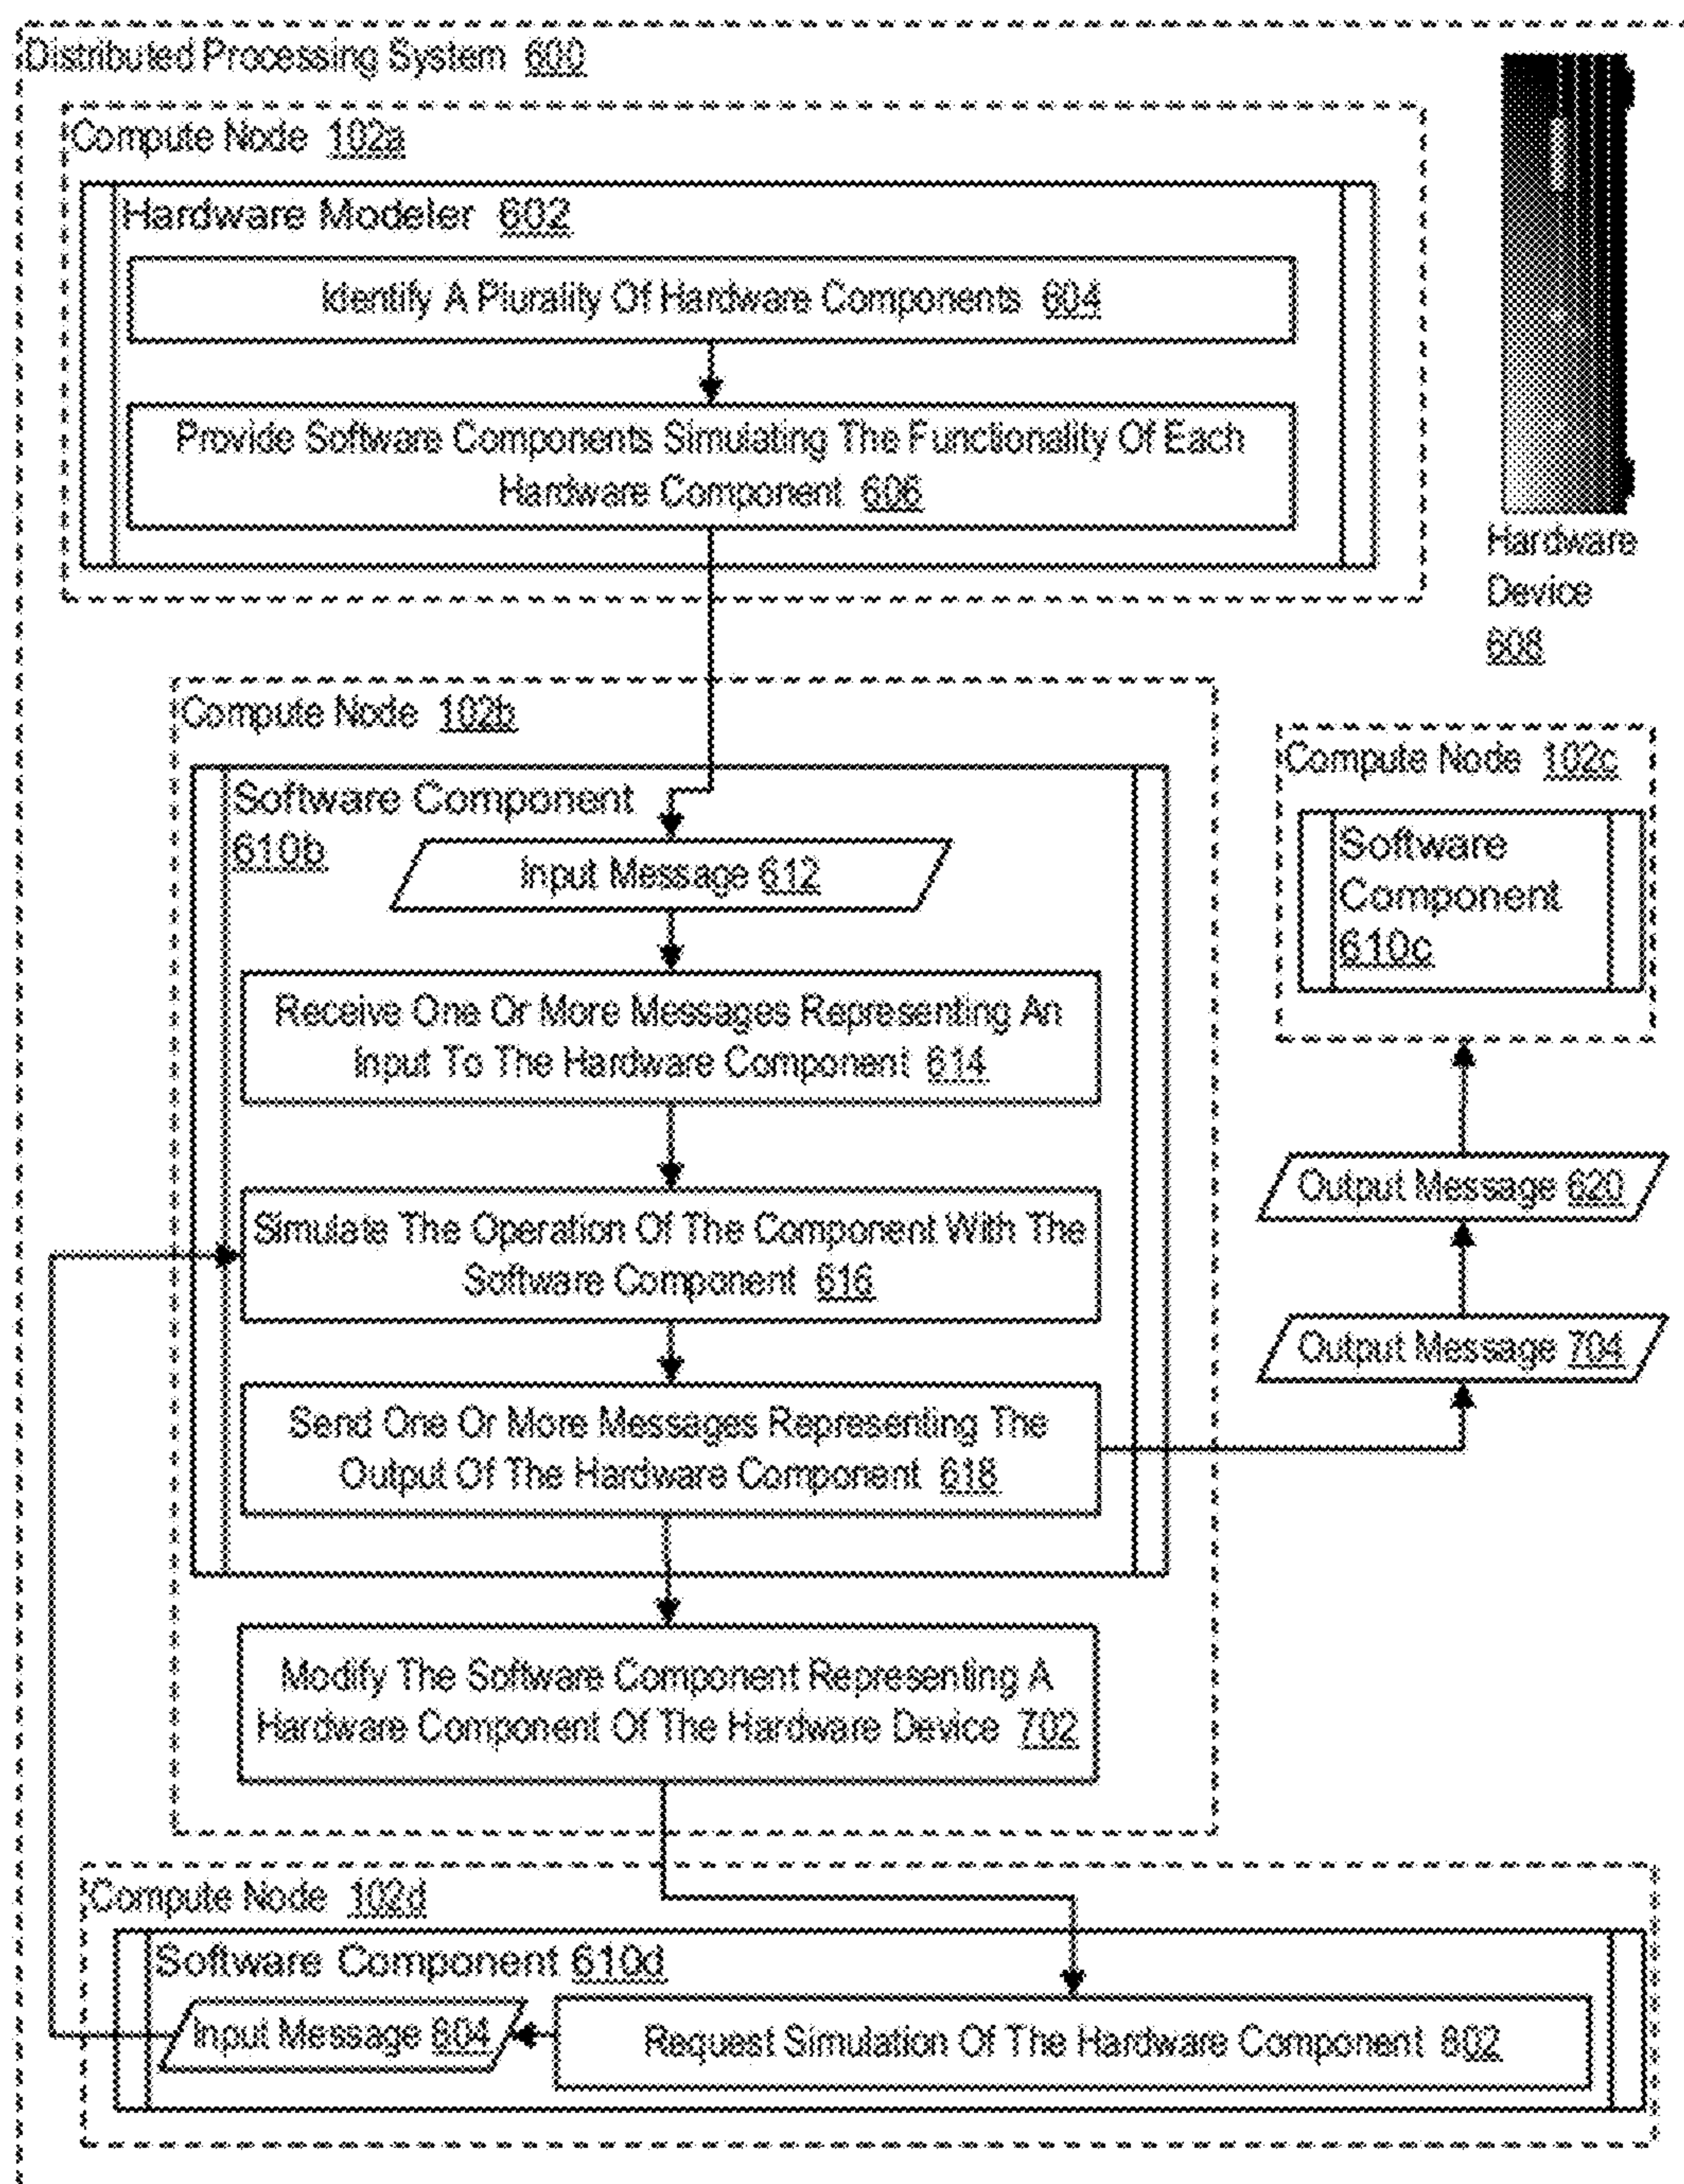 Distributed Processing System 600
Compute Node 102a
Hardware Modeler 602
Identify A Plurality Of Hardware Components 604
Provide Software Components Simulating The Functionality Of Each
Hardware Component 606
Hardware
Device
608
Compute Node 102b
Software Component
610b
Input Message 612
Receive One Or More Messages Representing An
Input To The Hardware Component 614
Simulate The Operation Of The Component With The
Software Component 616
Send One Or More Messages Representing The
Output Of The Hardware Component 618
Modify The Software Component Representing A
Hardware Component Of The Hardware Device 702
Compute Node 102c
Software
Component
610c
Output Message 620
Output Message 704
Compute Node 102d
Software Component 610d
Input Message 804
Request Simulation Of The Hardware Component 802